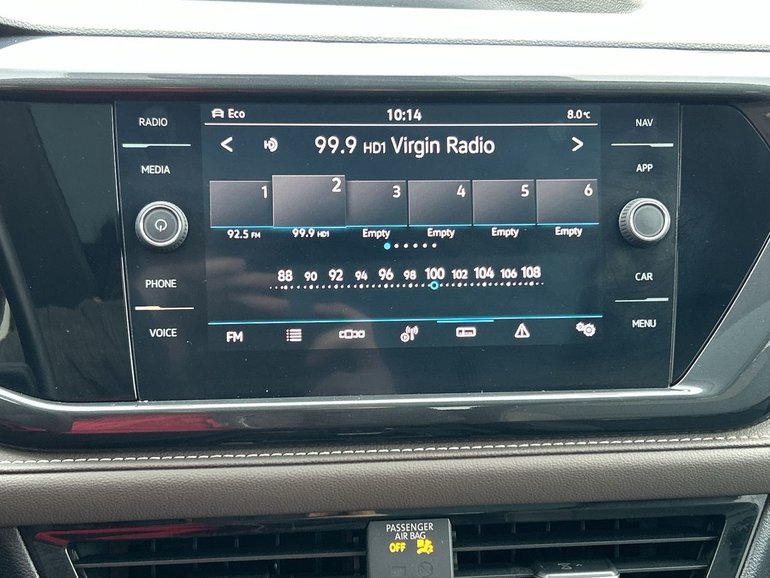 RADIO
MEDIA
PHONE
VOICE
Eco 10:14 8.0°C
99.9 HD1 Virgin Radio
1 2 3 4 5 6
92.5 FM 99.9 HD1 Empty Empty Empty Empty
88 90 92 94 96 98 100 102 104 106 108
FM
NAV
APP
CAR
MENU
PASSENGER
AIR BAG
OFF